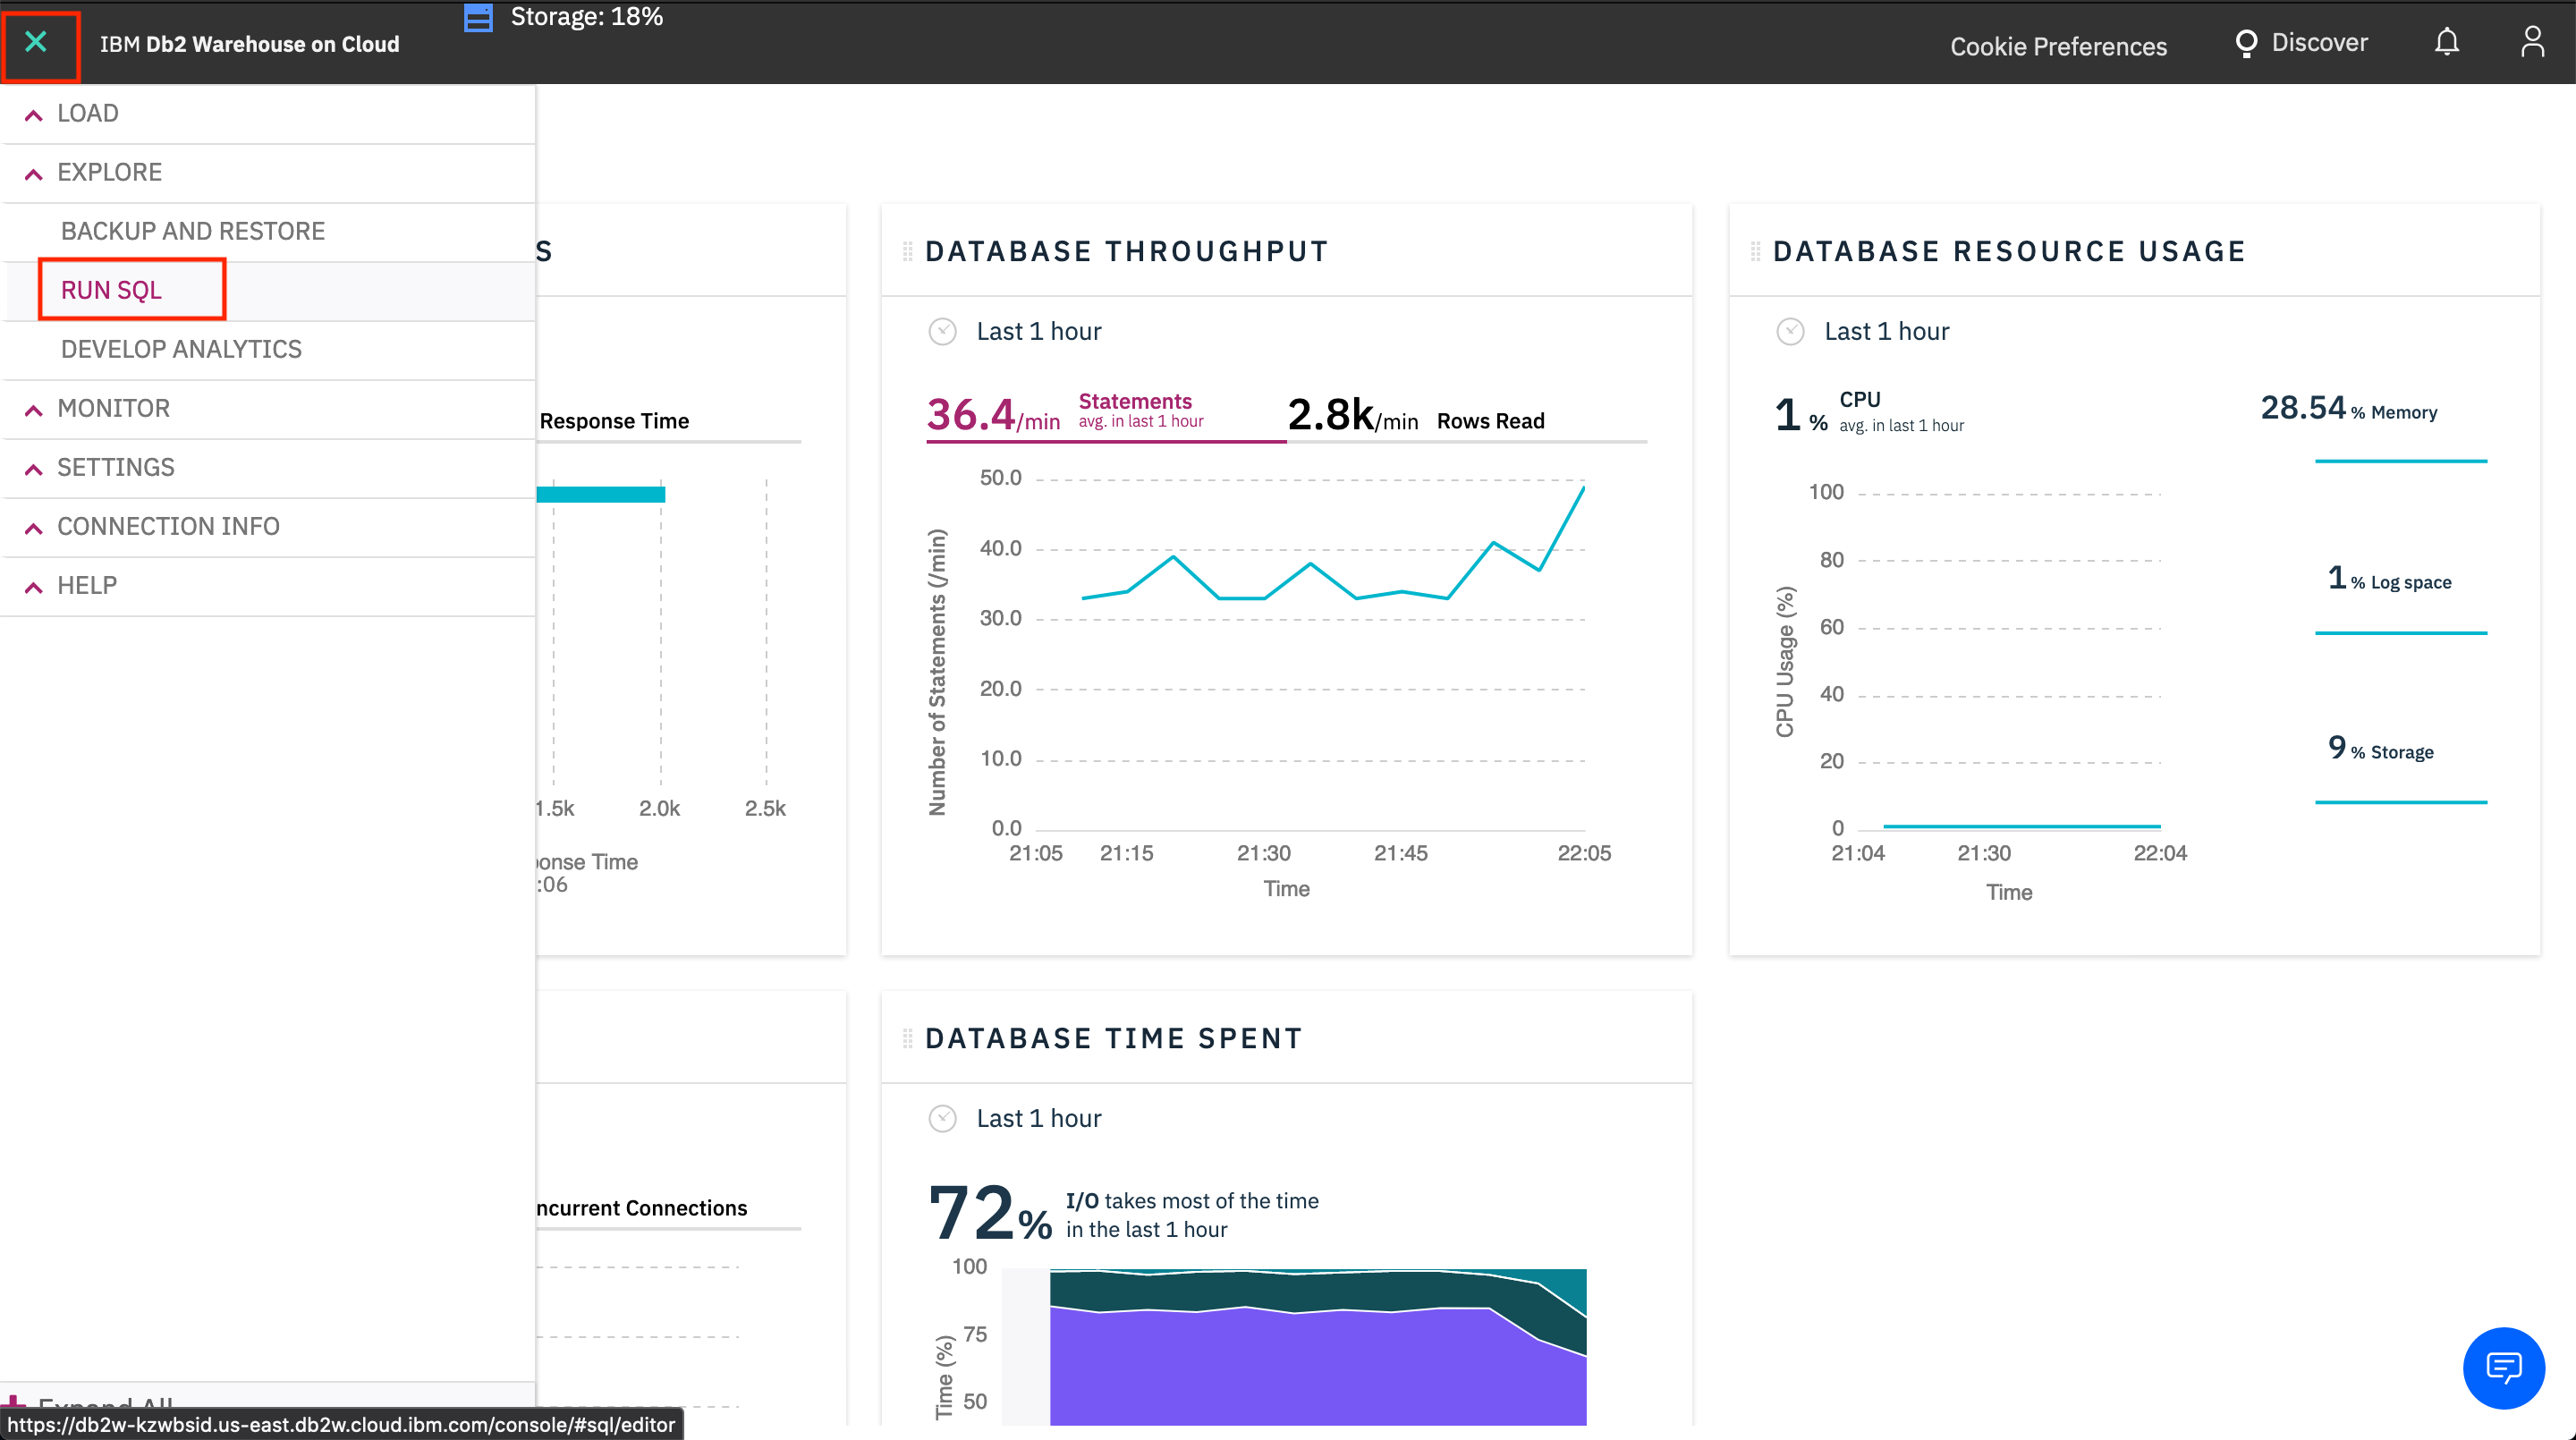 Storage: 18%
IBM Db2 Warehouse on Cloud
Cookie Preferences
Discover
LOAD
EXPLORE
BACKUP AND RESTORE
RUN SQL
DEVELOP ANALYTICS
MONITOR
SETTINGS
CONNECTION INFO
HELP
S
Response Time
1.5k 2.0k 2.5k
onse Time
:06
DATABASE THROUGHPUT
Last 1 hour
36.4/min Statements
avg. in last 1 hour
2.8k/min Rows Read
Number of Statements (/min)
50.0
40.0
30.0
20.0
10.0
0.0
21:05 21:15 21:30 21:45 22:05
Time
DATABASE RESOURCE USAGE
Last 1 hour
1 % CPU
avg. in last 1 hour
28.54 % Memory
1 % Log space
9 % Storage
CPU Usage (%)
100
80
60
40
20
0
21:04 21:30 22:04
Time
ncurrent Connections
DATABASE TIME SPENT
Last 1 hour
72% I/O takes most of the time
in the last 1 hour
Time (%)
100
75
50
Expand All
https://db2w-kzwbsid.us-east.db2w.cloud.ibm.com/console/#sql/editor